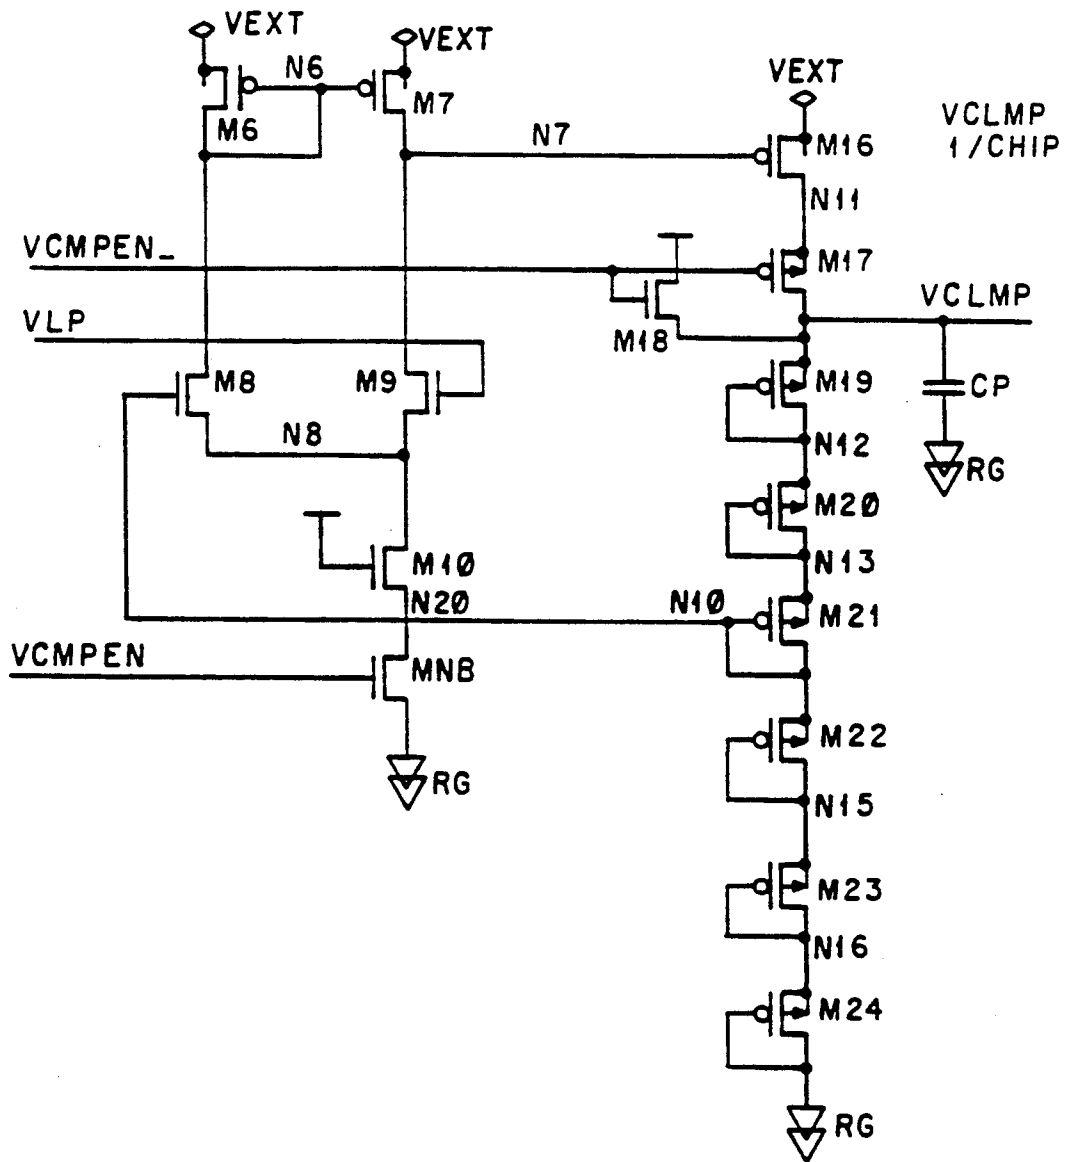 VEXT
VEXT
N6
M6
M7
VEXT
VCLMP
1/CHIP
N7
M16
N11
VCMPEN_
M17
VLP
M18
VCLMP
M8
M9
M19
CP
N8
N12
RG
M20
M10
N13
N20
N10
M21
VCMPEN
MNB
RG
M22
N15
M23
N16
M24
RG